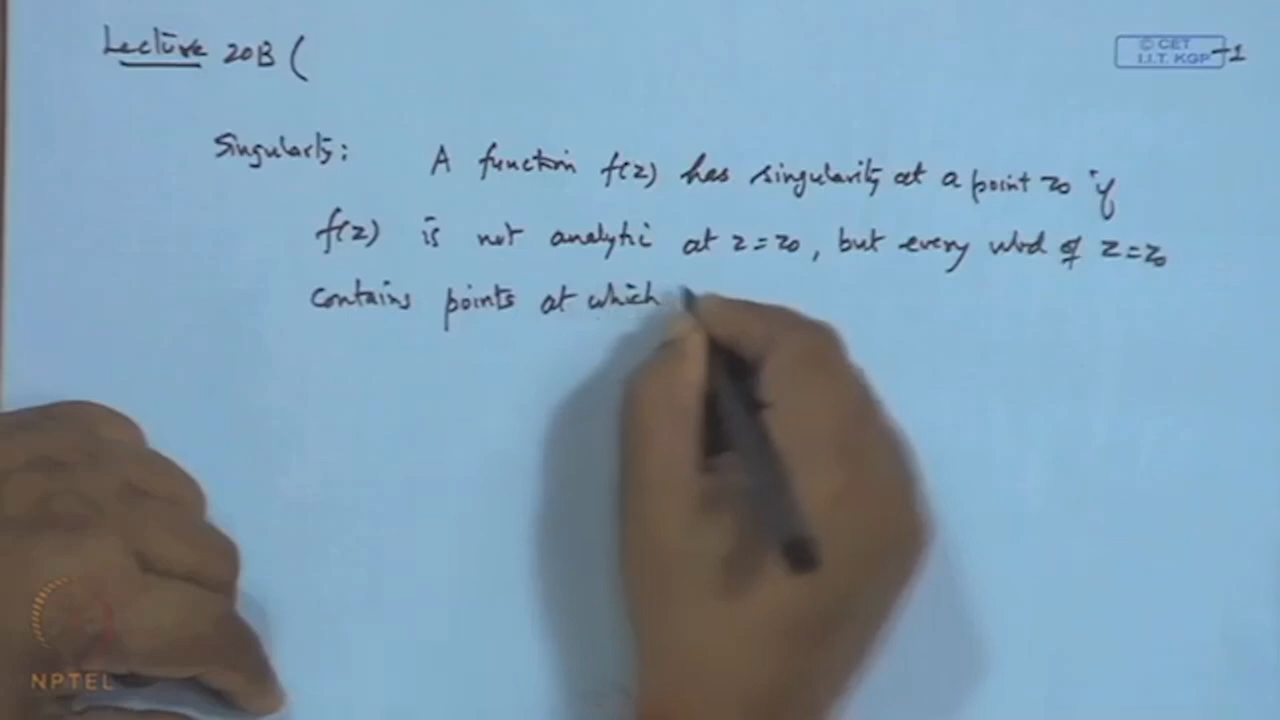 Lecture 20B (
© CET
I.I.T. KGP
-1
Singularity: A function f(z) has singularity at a point z0 if
f(z) is not analytic at z=z0, but every nbd of z=z0
contains points at which
NPTEL